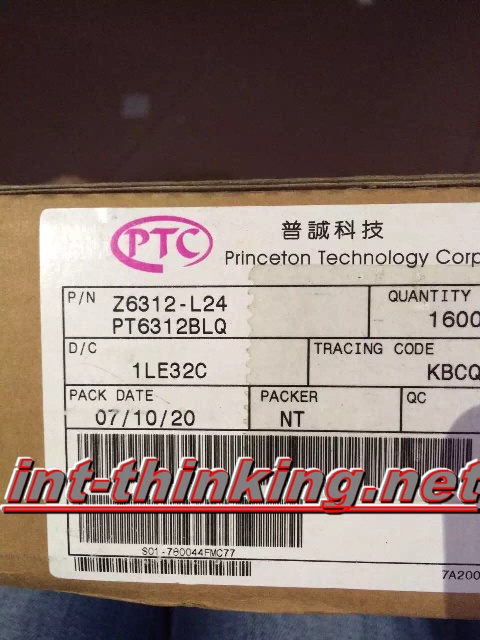 PTC
普誠科技
Princeton Technology Corp
P/N Z6312-L24
PT6312BLQ
QUANTITY
1600
D/C
1LE32C
TRACING CODE
KBCQ
PACK DATE
07/10/20
PACKER
NT
QC
int-thinking.net
S01-780044FMC77
7A200